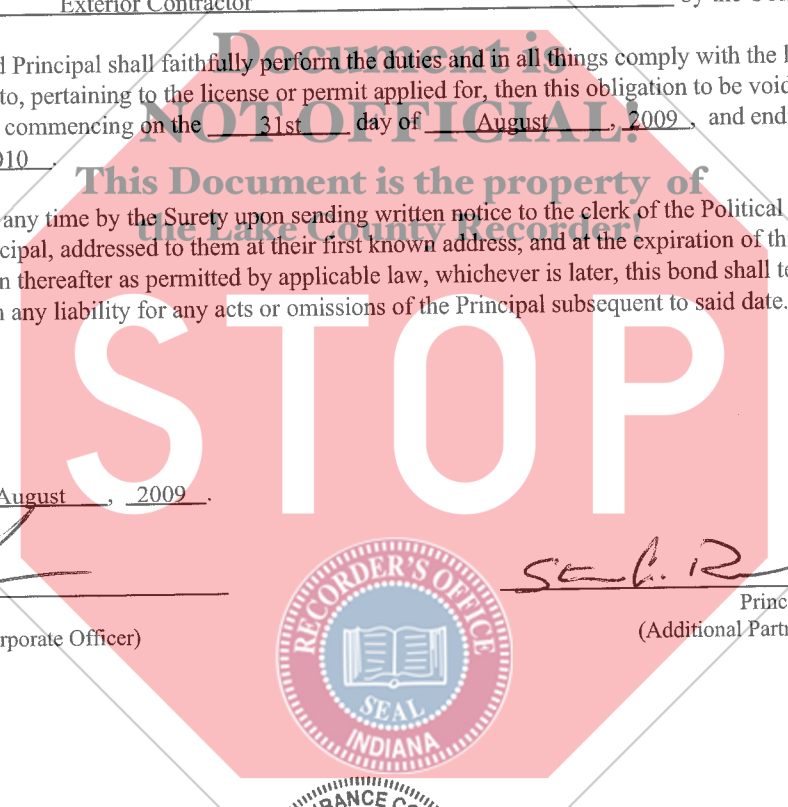 Exterior Contractor by the
d Principal shall faithfully perform the duties and in all things comply with the
Document is
to, pertaining to the license or permit applied for, then this obligation to be void
NOT OFFICIAL!
commencing on the 31st day of August, 2009, and end
010.
This Document is the property of
any time by the Surety upon sending written notice to the clerk of the Political
the Lake County Recorder!
cipal, addressed to them at their first known address, and at the expiration of th
n thereafter as permitted by applicable law, whichever is later, this bond shall te
any liability for any acts or omissions of the Principal subsequent to said date.
STOP
August, 2009.
RECORDER'S OFFICE
SEAL
INDIANA
Princ
rporate Officer)
(Additional Partn
RANCE CO